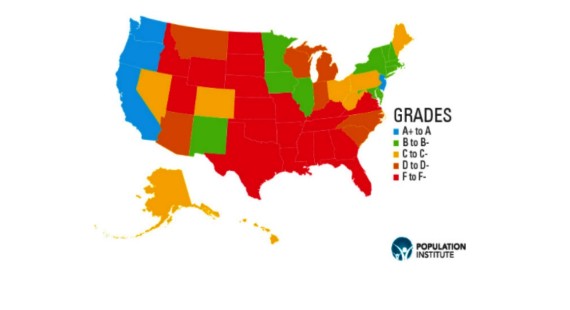 GRADES
A+ to A
B to B-
C to C-
D to D-
F to F-
POPULATION
INSTITUTE